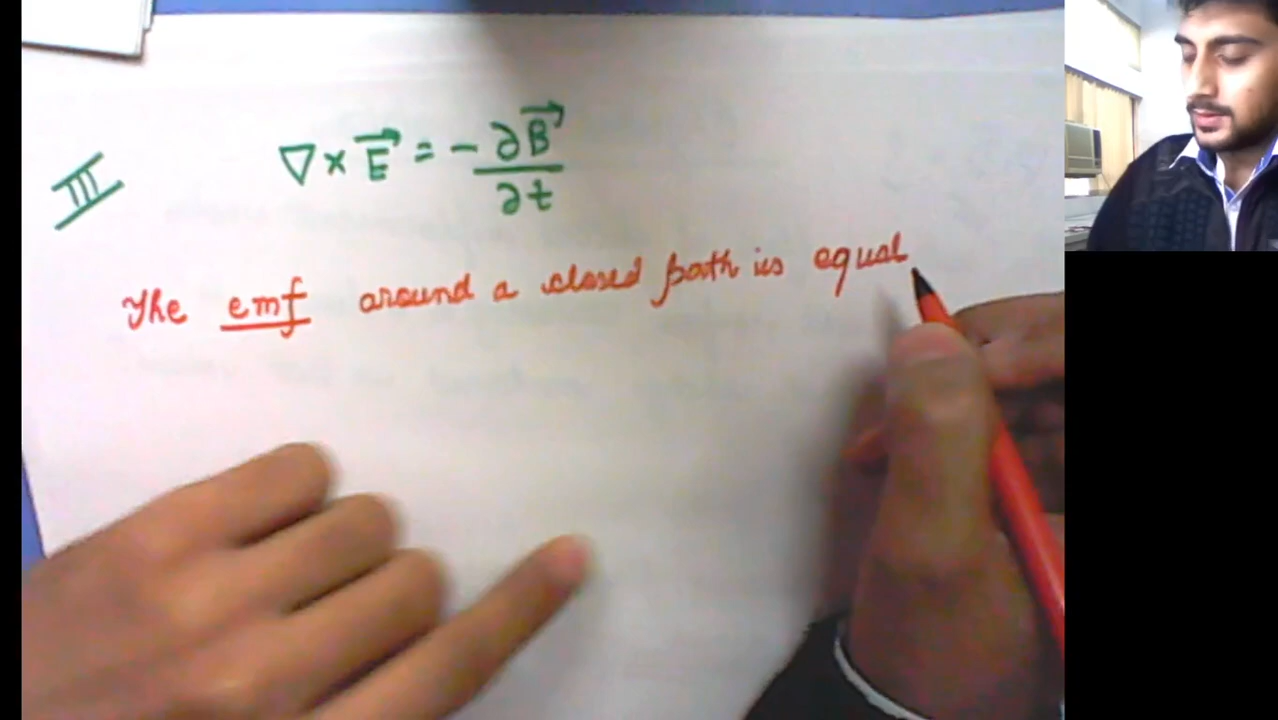 III
∇ × E⃗ = - ∂B⃗ / ∂t
The emf around a closed path is equal